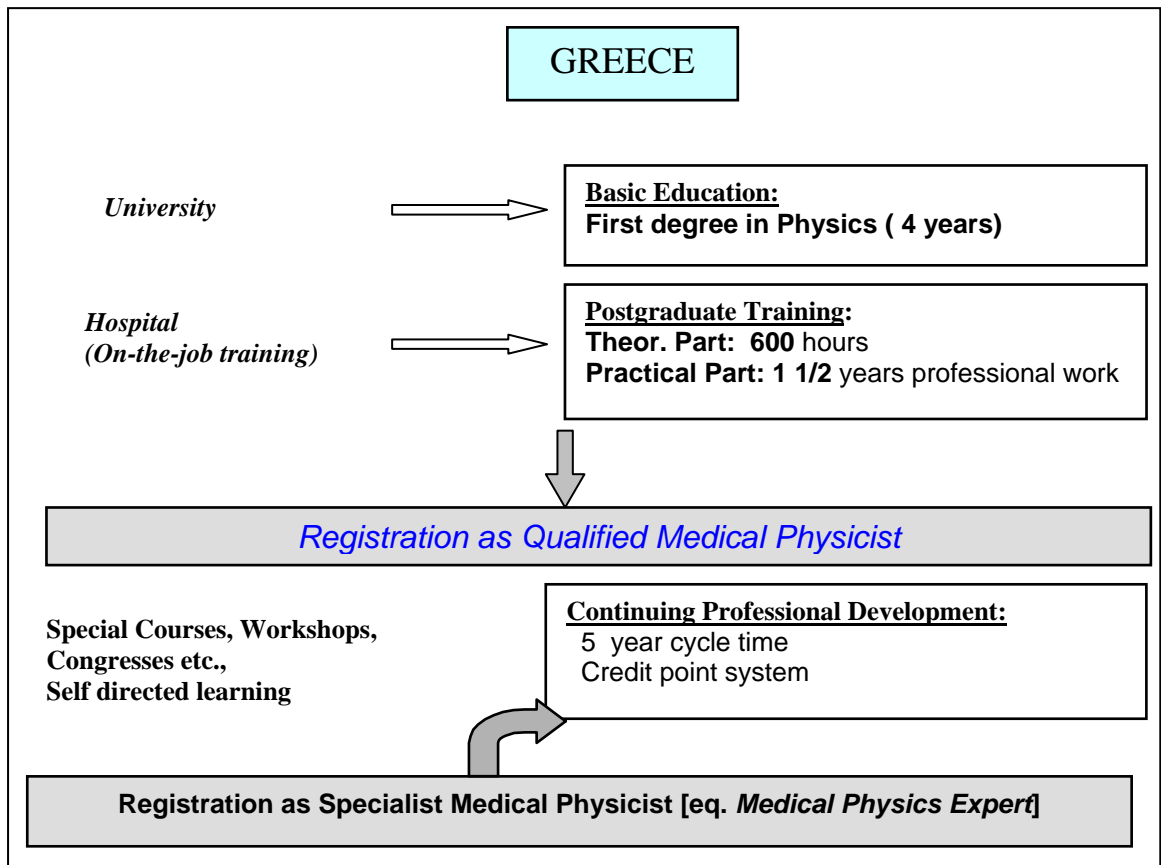 GREECE
University
Basic Education:
First degree in Physics ( 4 years)
Hospital
(On-the-job training)
Postgraduate Training:
Theor. Part: 600 hours
Practical Part: 1 1/2 years professional work
Registration as Qualified Medical Physicist
Special Courses, Workshops,
Congresses etc.,
Self directed learning
Continuing Professional Development:
5 year cycle time
Credit point system
Registration as Specialist Medical Physicist [eq. Medical Physics Expert]